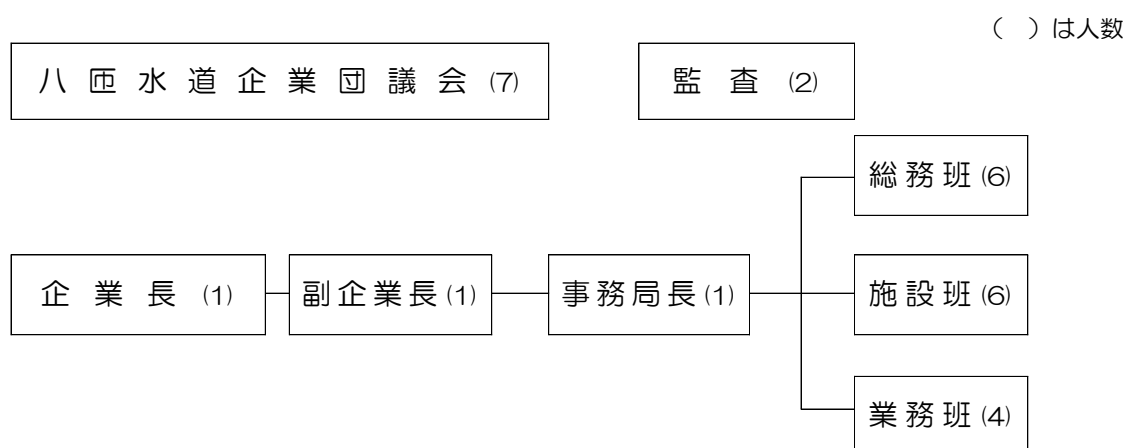 （　）は人数
八匝水道企業団議会 (7)
監査 (2)
総務班 (6)
企業長 (1)
副企業長 (1)
事務局長 (1)
施設班 (6)
業務班 (4)